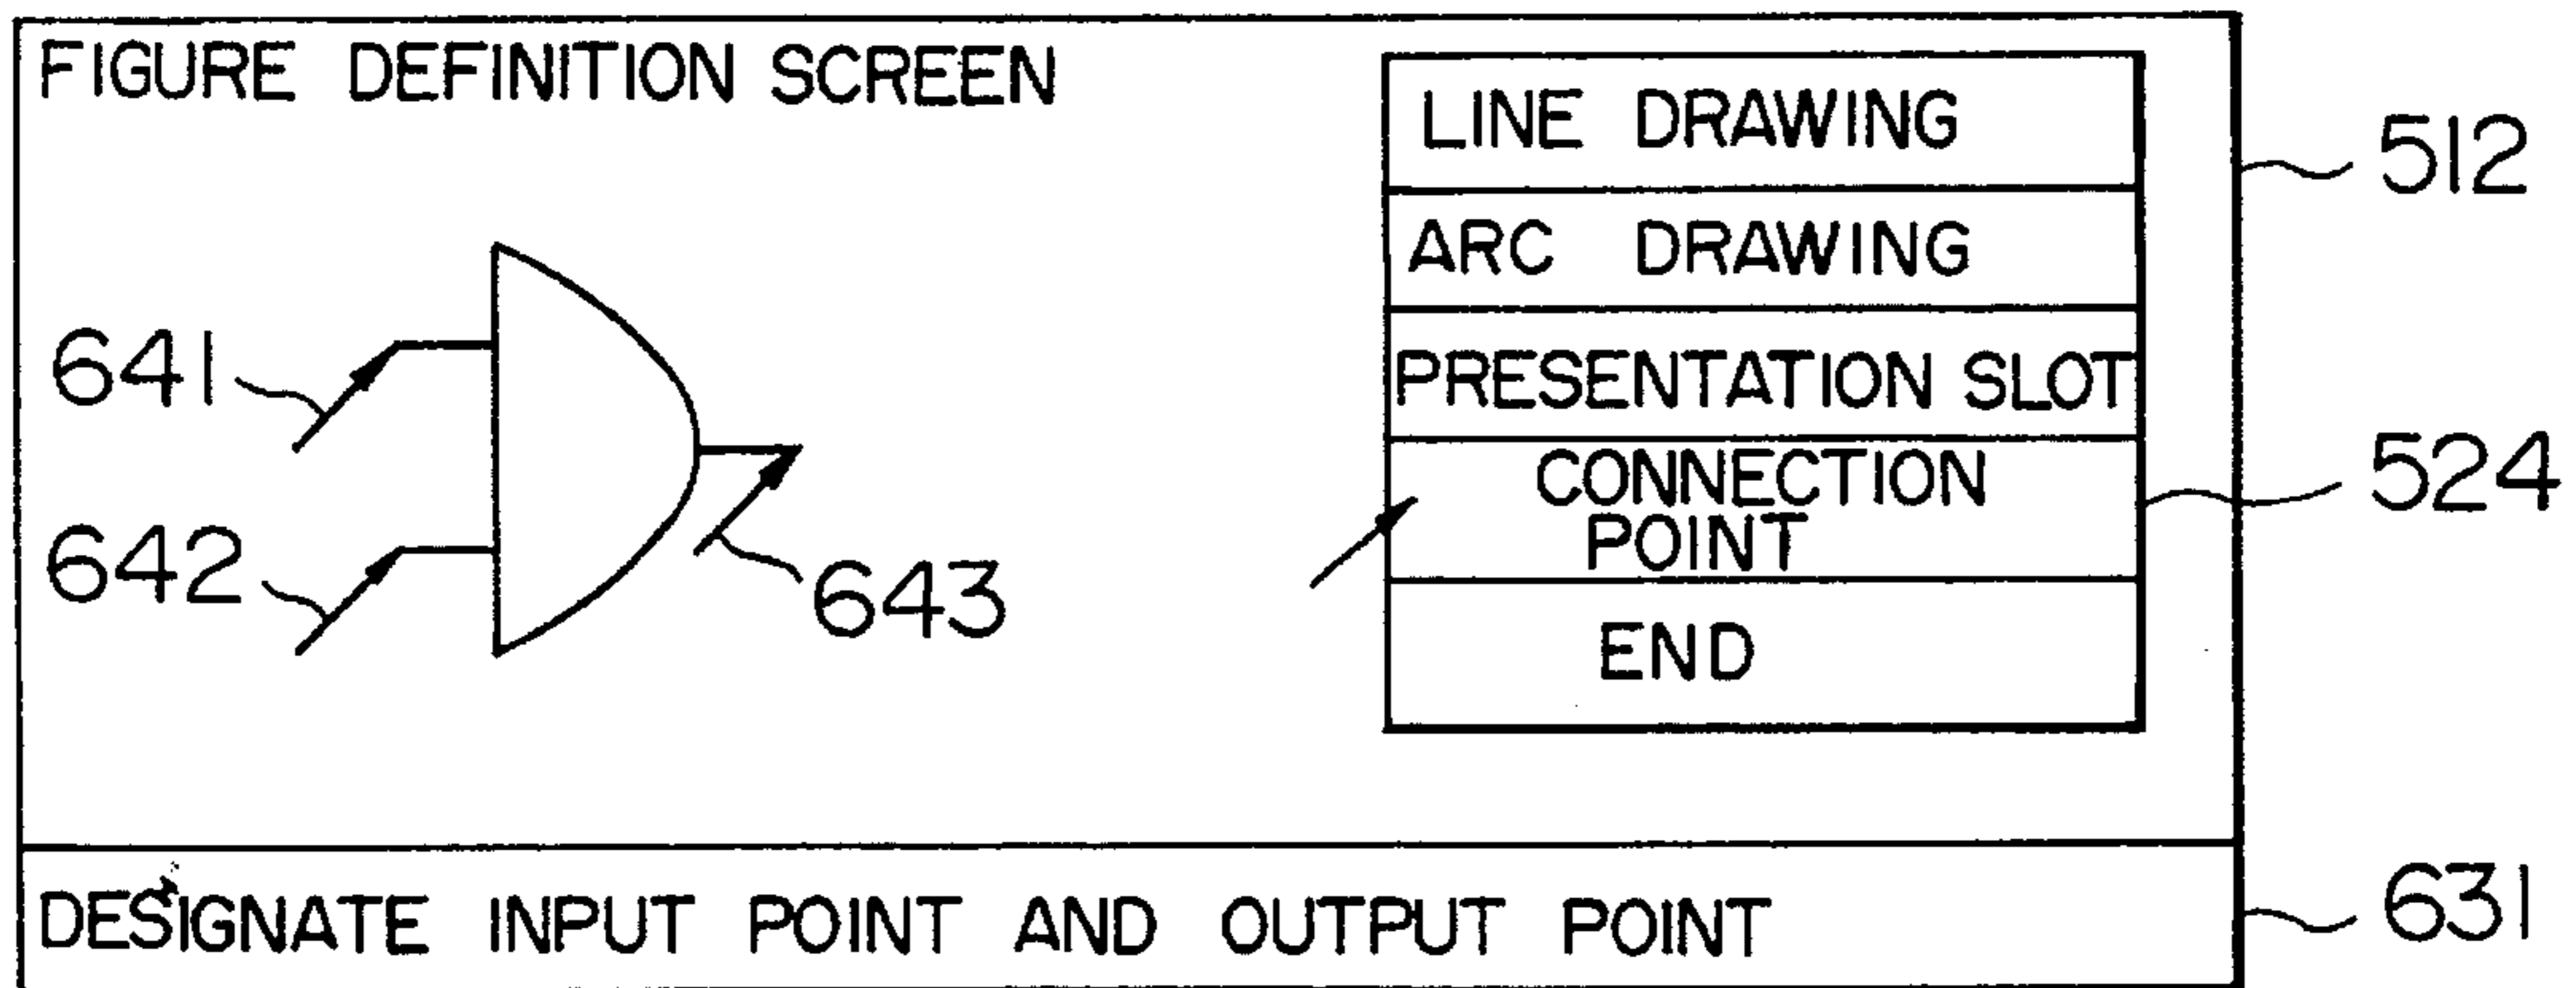 FIGURE DEFINITION SCREEN
LINE DRAWING
512
ARC DRAWING
641
PRESENTATION SLOT
CONNECTION
POINT
524
642
643
END
DESIGNATE INPUT POINT AND OUTPUT POINT
631